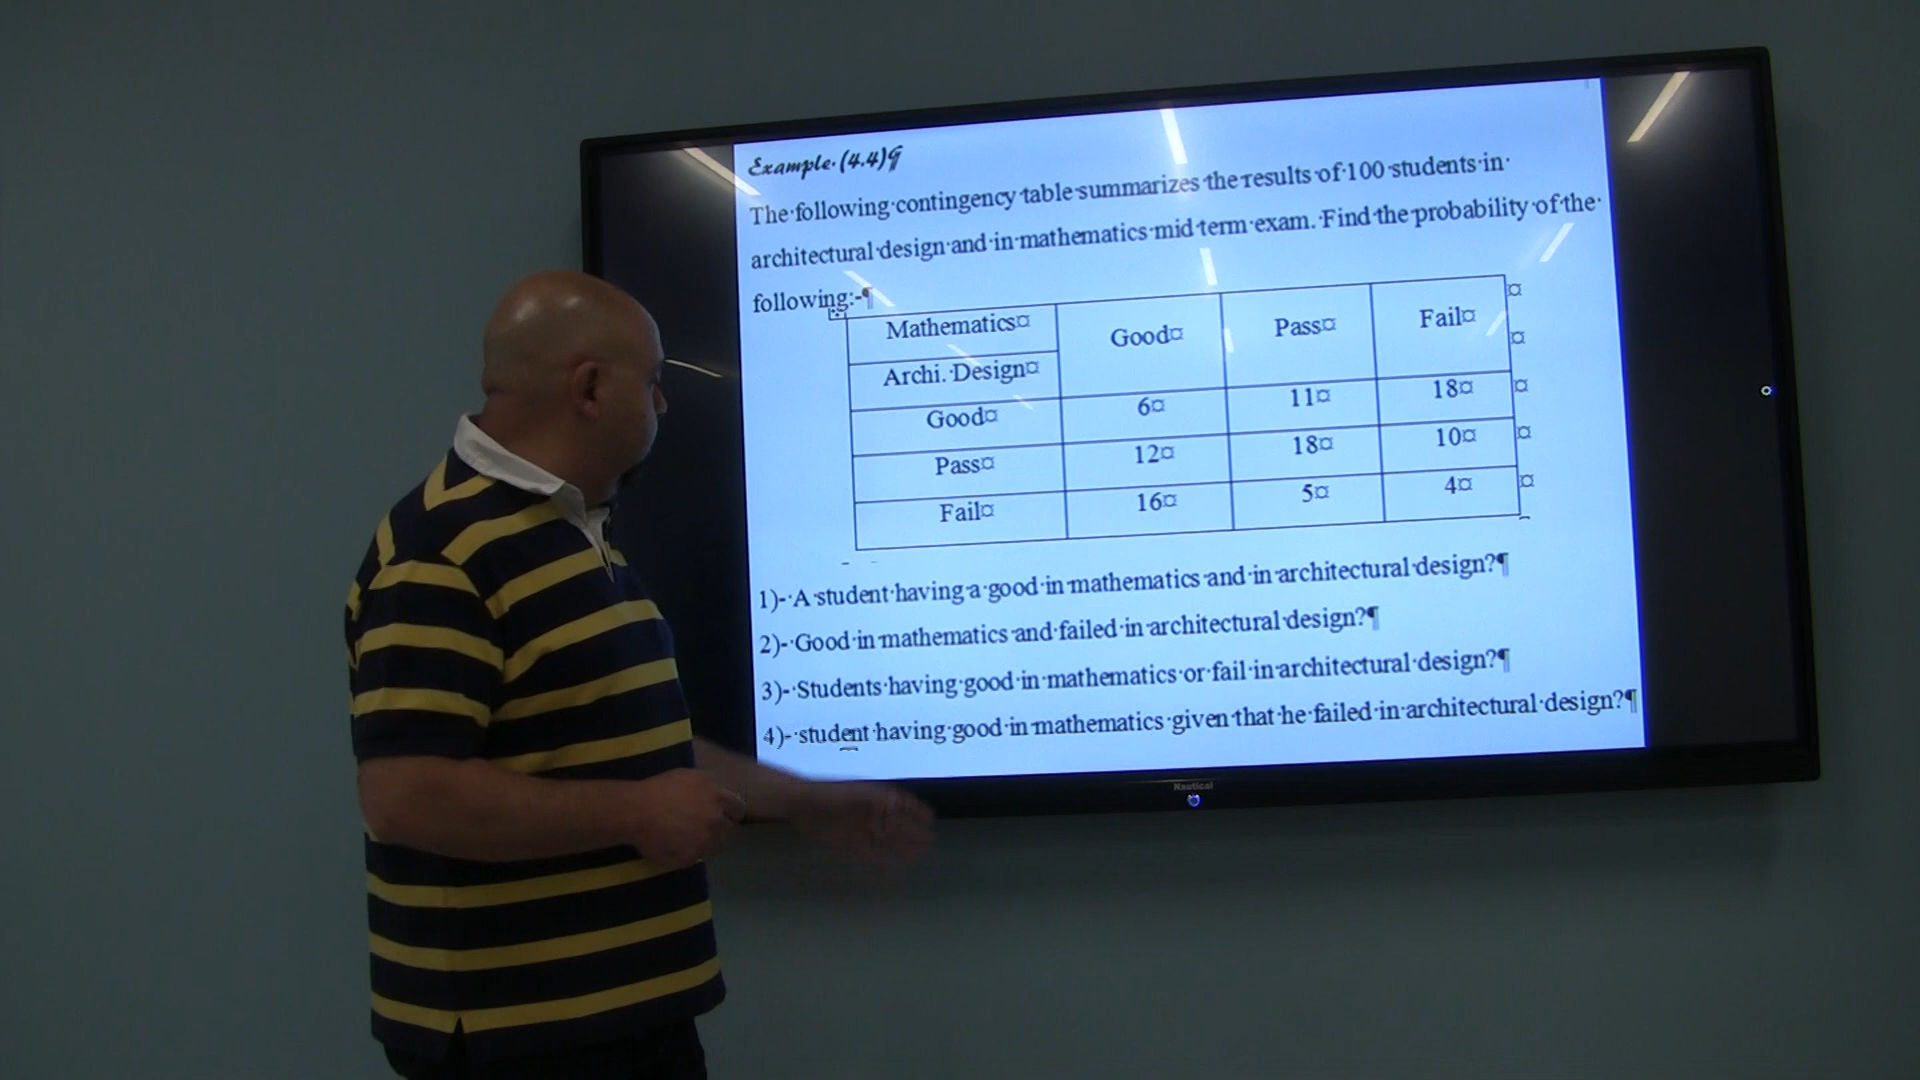 Example (4.4)
The following contingency table summarizes the results of 100 students in
architectural design and in mathematics mid term exam. Find the probability of the
following:-
Mathematics Good Pass Fail
Archi. Design
Good 6 11 18
Pass 12 18 10
Fail 16 5 4
1)- A student having a good in mathematics and in architectural design?
2)- Good in mathematics and failed in architectural design?
3)- Students having good in mathematics or fail in architectural design?
4)- student having good in mathematics given that he failed in architectural design?
Nautical